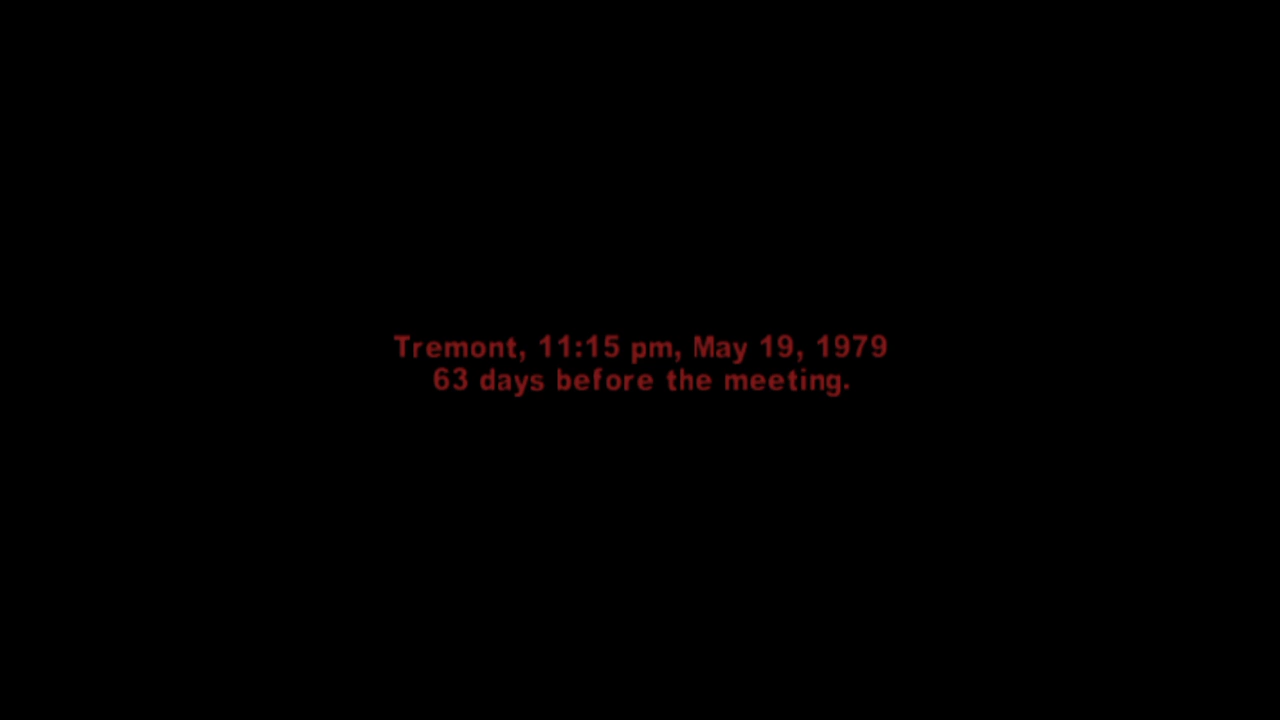 Tremont, 11:15 pm, May 19, 1979
63 days before the meeting.